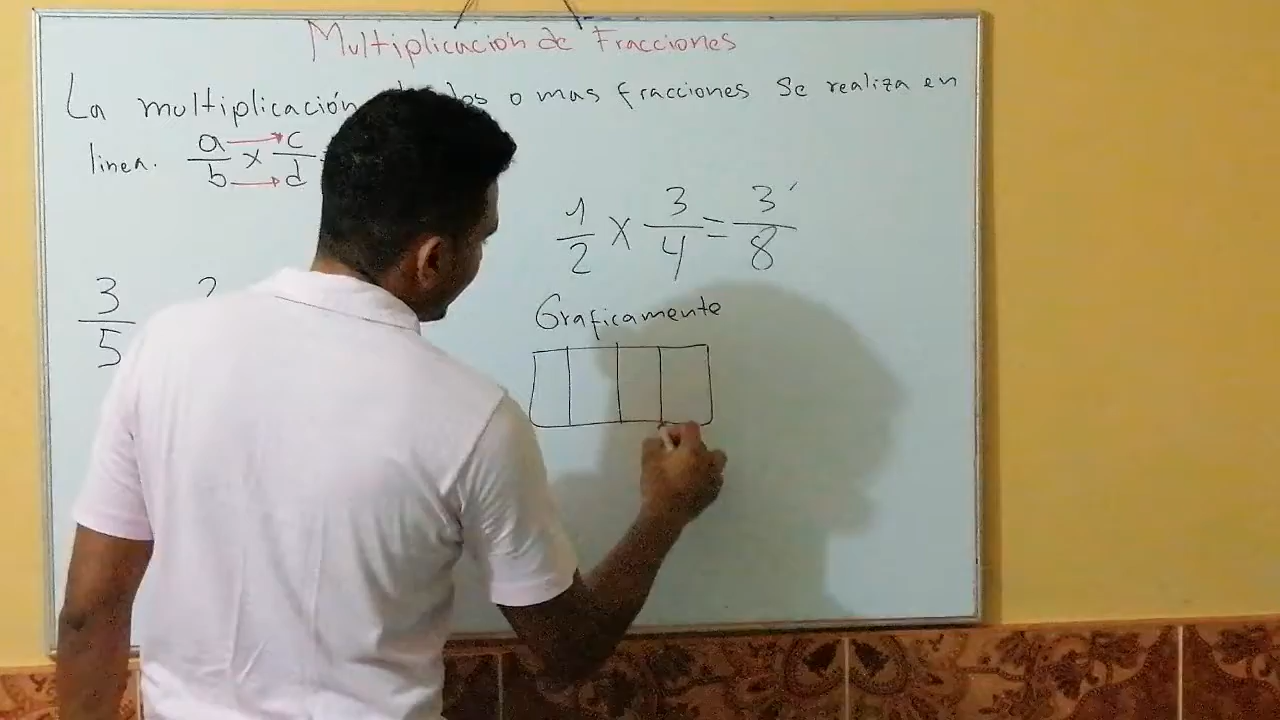 Multiplicación de Fracciones
La multiplicación dos o mas fracciones se realiza en
linea. a/b x c/d
1/2 x 3/4 = 3/8
3/5 2
Graficamente